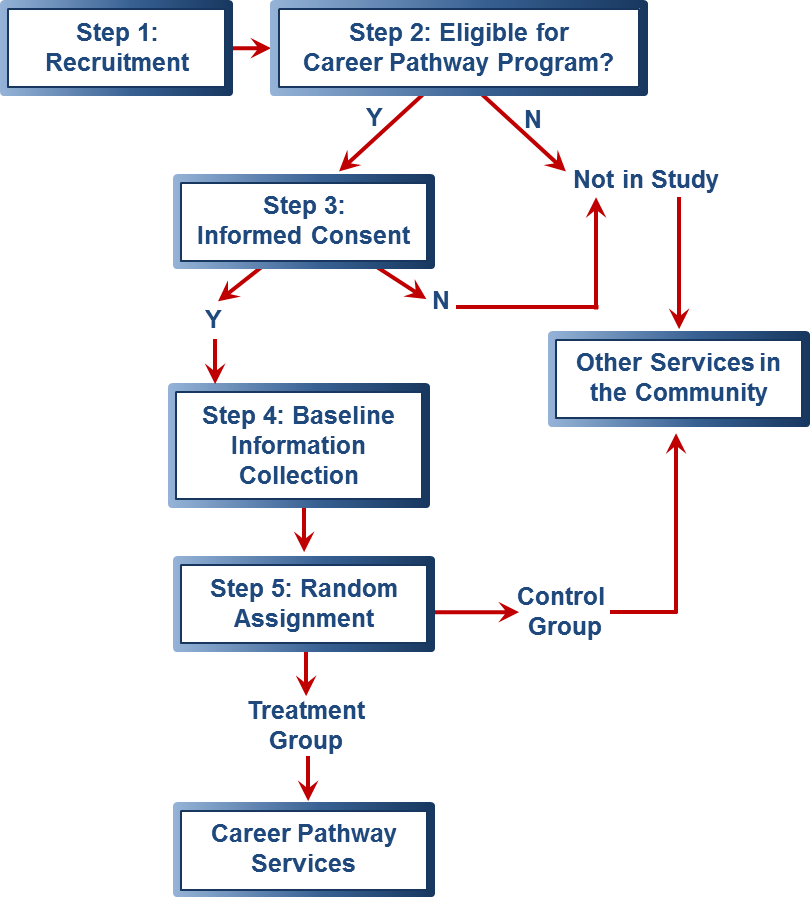 Step 1:
Recruitment
Step 2: Eligible for
Career Pathway Program?
Y
N
Not in Study
Step 3:
Informed Consent
Y
N
Other Services in
the Community
Step 4: Baseline
Information
Collection
Step 5: Random
Assignment
Control
Group
Treatment
Group
Career Pathway
Services